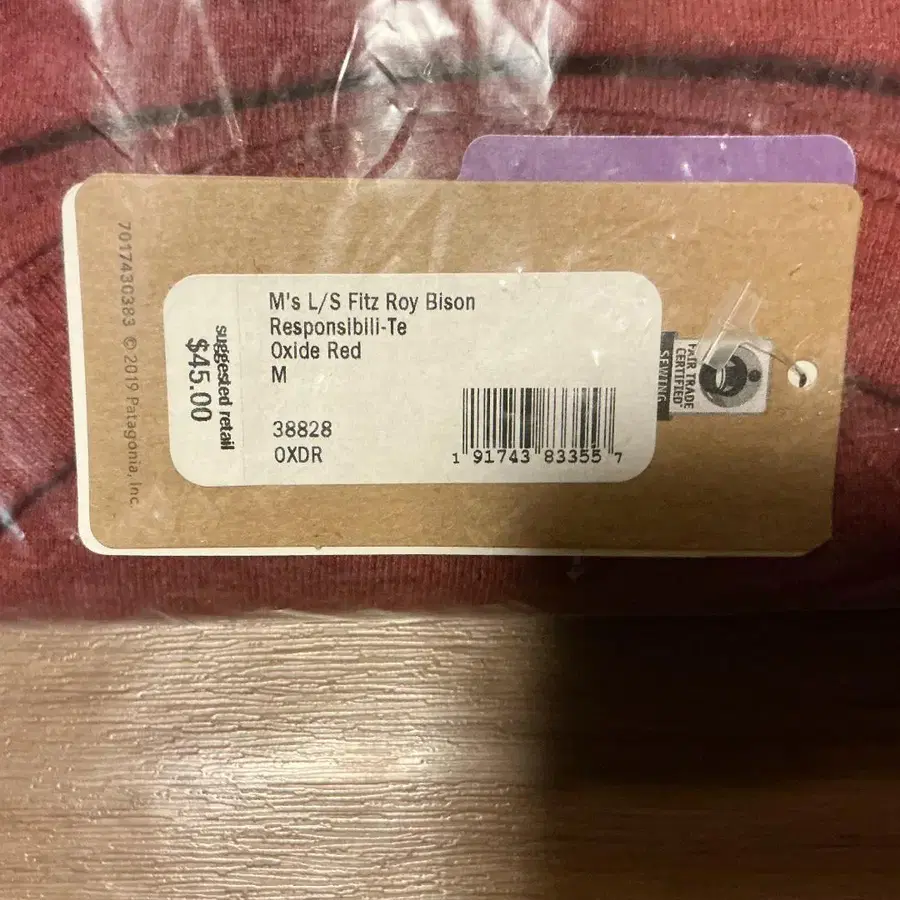 M's L/S Fitz Roy Bison
Responsibili-Te
Oxide Red
M
38828
OXDR
1 91743 83355 7
suggested retail
$45.00
7017430383 © 2019 Patagonia, Inc.
FAIR TRADE
CERTIFIED
SEWING